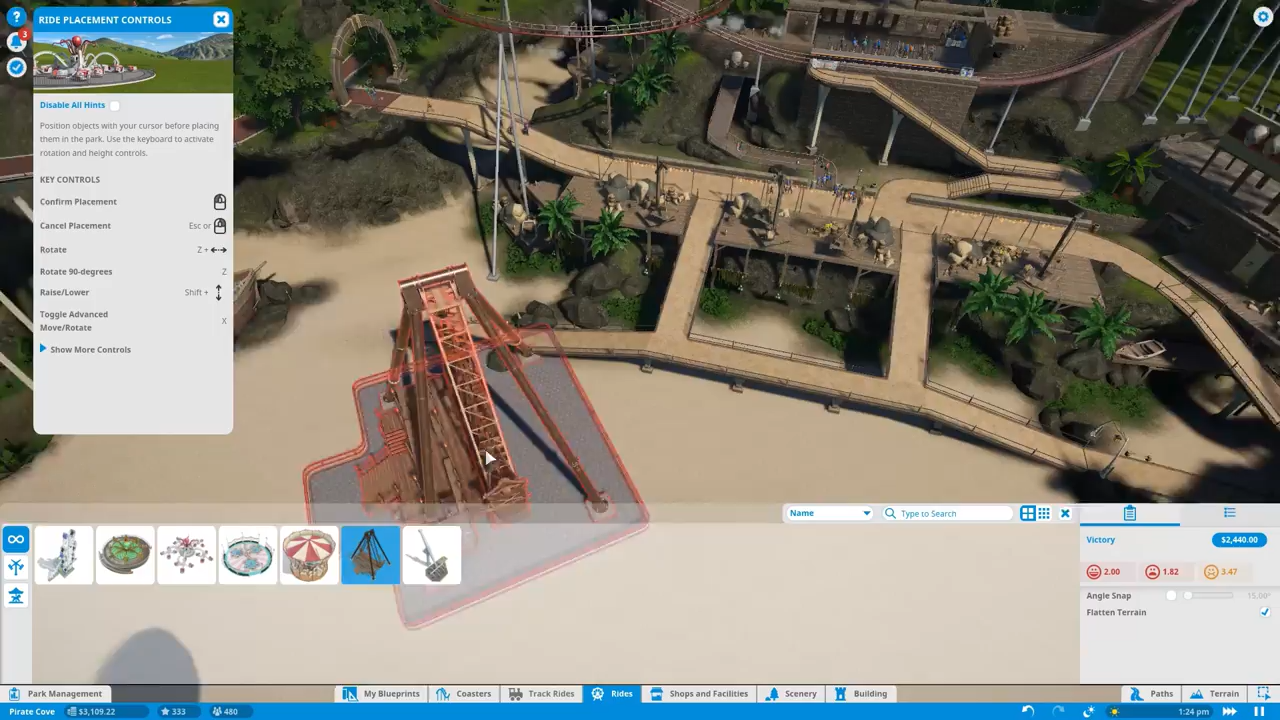 ?
3
RIDE PLACEMENT CONTROLS
Disable All Hints
Position objects with your cursor before placing
them in the park. Use the keyboard to activate
rotation and height controls.
KEY CONTROLS
Confirm Placement
Cancel Placement Esc or
Rotate Z +
Rotate 90-degrees Z
Raise/Lower Shift +
Toggle Advanced
Move/Rotate X
Show More Controls
Name Type to Search
Victory $2,440.00
2.00 1.82 3.47
Angle Snap 15.00°
Flatten Terrain
Park Management My Blueprints Coasters Track Rides Rides Shops and Facilities Scenery Building Paths Terrain
Pirate Cove $3,109.22 333 480 1:24 pm